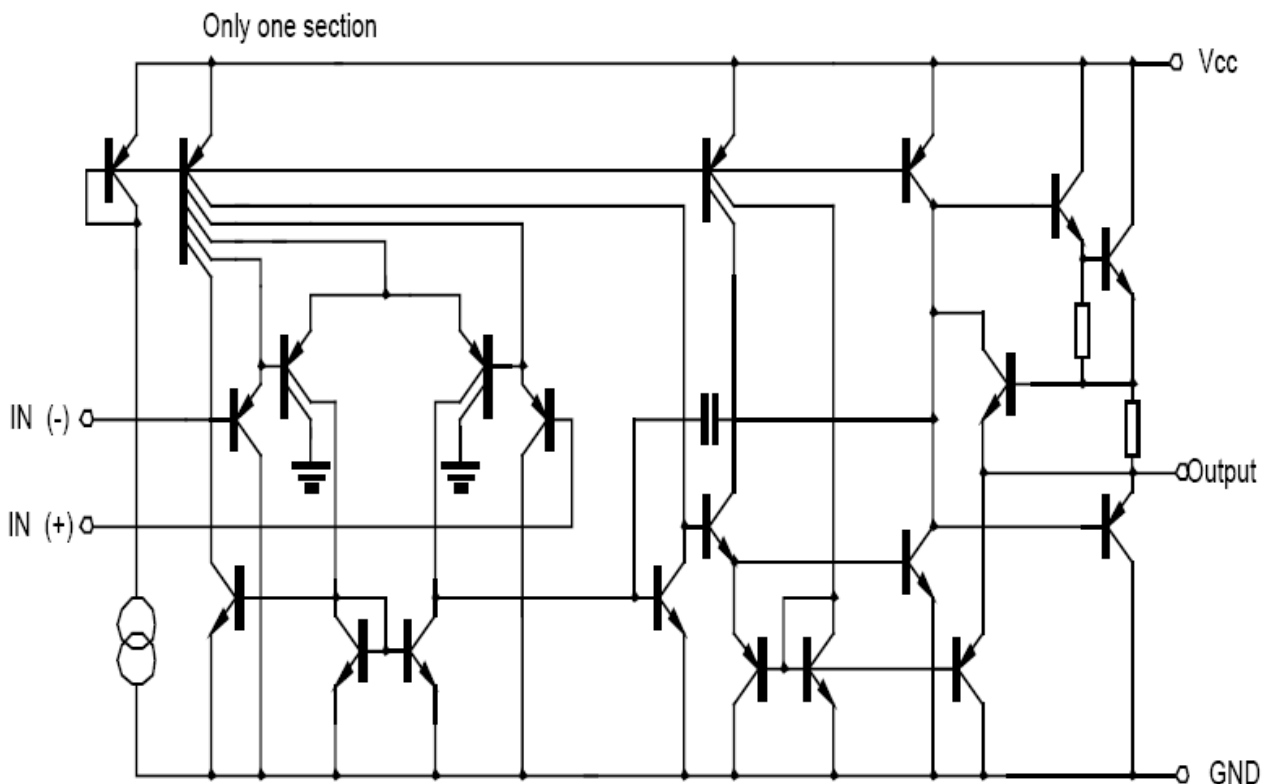 Only one section
Vcc
IN (-)
Output
IN (+)
GND